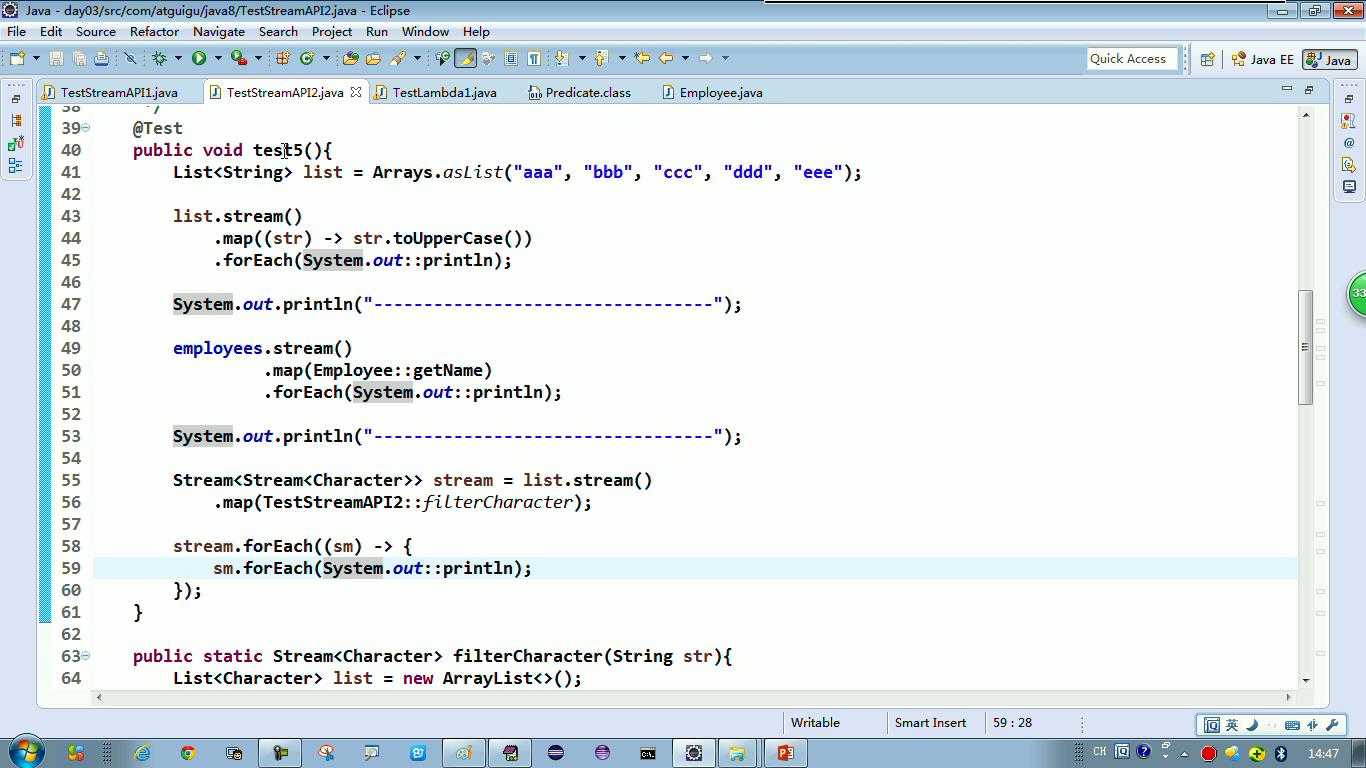 Java - day03/src/com/atguigu/java8/TestStreamAPI2.java - Eclipse
File Edit Source Refactor Navigate Search Project Run Window Help
Quick Access Java EE Java
TestStreamAPI1.java TestStreamAPI2.java TestLambda1.java Predicate.class Employee.java
38 */
39 @Test
40 public void test5(){
41 List<String> list = Arrays.asList("aaa", "bbb", "ccc", "ddd", "eee");
42
43 list.stream()
44 .map((str) -> str.toUpperCase())
45 .forEach(System.out::println);
46
47 System.out.println("----------------------------------");
48
49 employees.stream()
50 .map(Employee::getName)
51 .forEach(System.out::println);
52
53 System.out.println("----------------------------------");
54
55 Stream<Stream<Character>> stream = list.stream()
56 .map(TestStreamAPI2::filterCharacter);
57
58 stream.forEach((sm) -> {
59 sm.forEach(System.out::println);
60 });
61 }
62
63 public static Stream<Character> filterCharacter(String str){
64 List<Character> list = new ArrayList<>();
33
Writable Smart Insert 59 : 28
英
CH 14:47